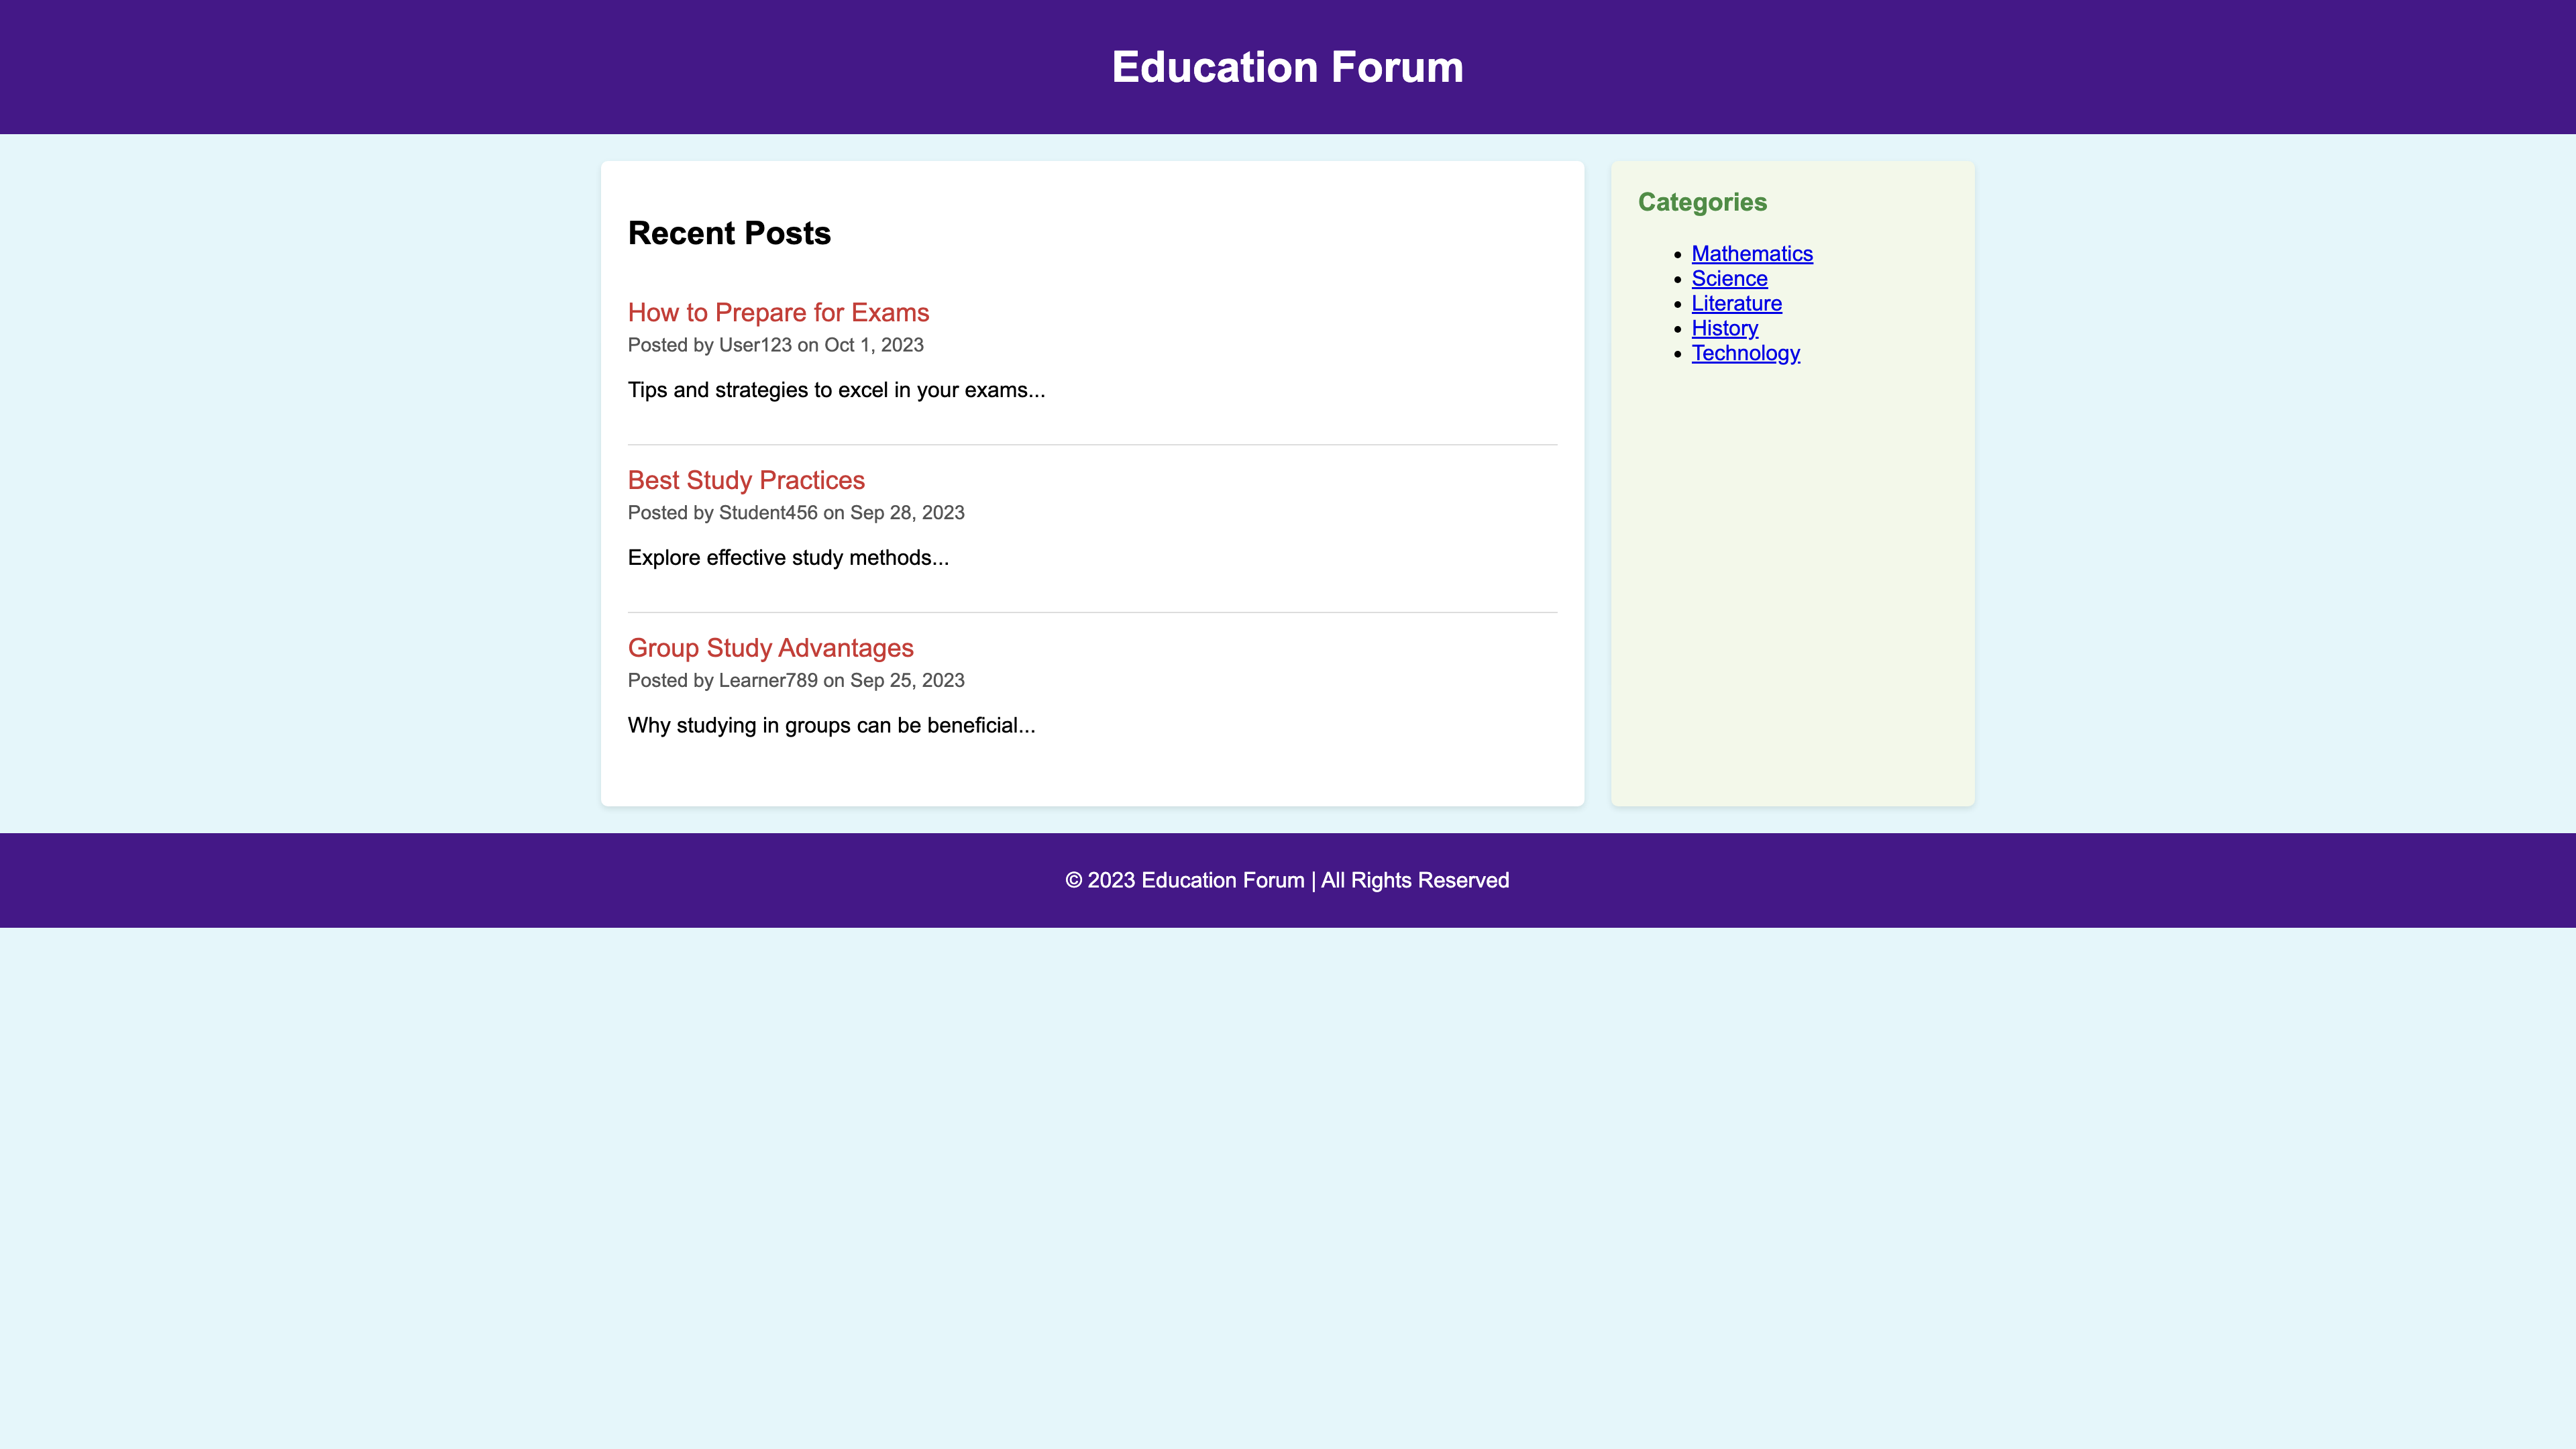 Education Forum
Recent Posts
How to Prepare for Exams
Posted by User123 on Oct 1, 2023
Tips and strategies to excel in your exams...
Best Study Practices
Posted by Student456 on Sep 28, 2023
Explore effective study methods...
Group Study Advantages
Posted by Learner789 on Sep 25, 2023
Why studying in groups can be beneficial...
Categories
Mathematics
Science
Literature
History
Technology
© 2023 Education Forum | All Rights Reserved